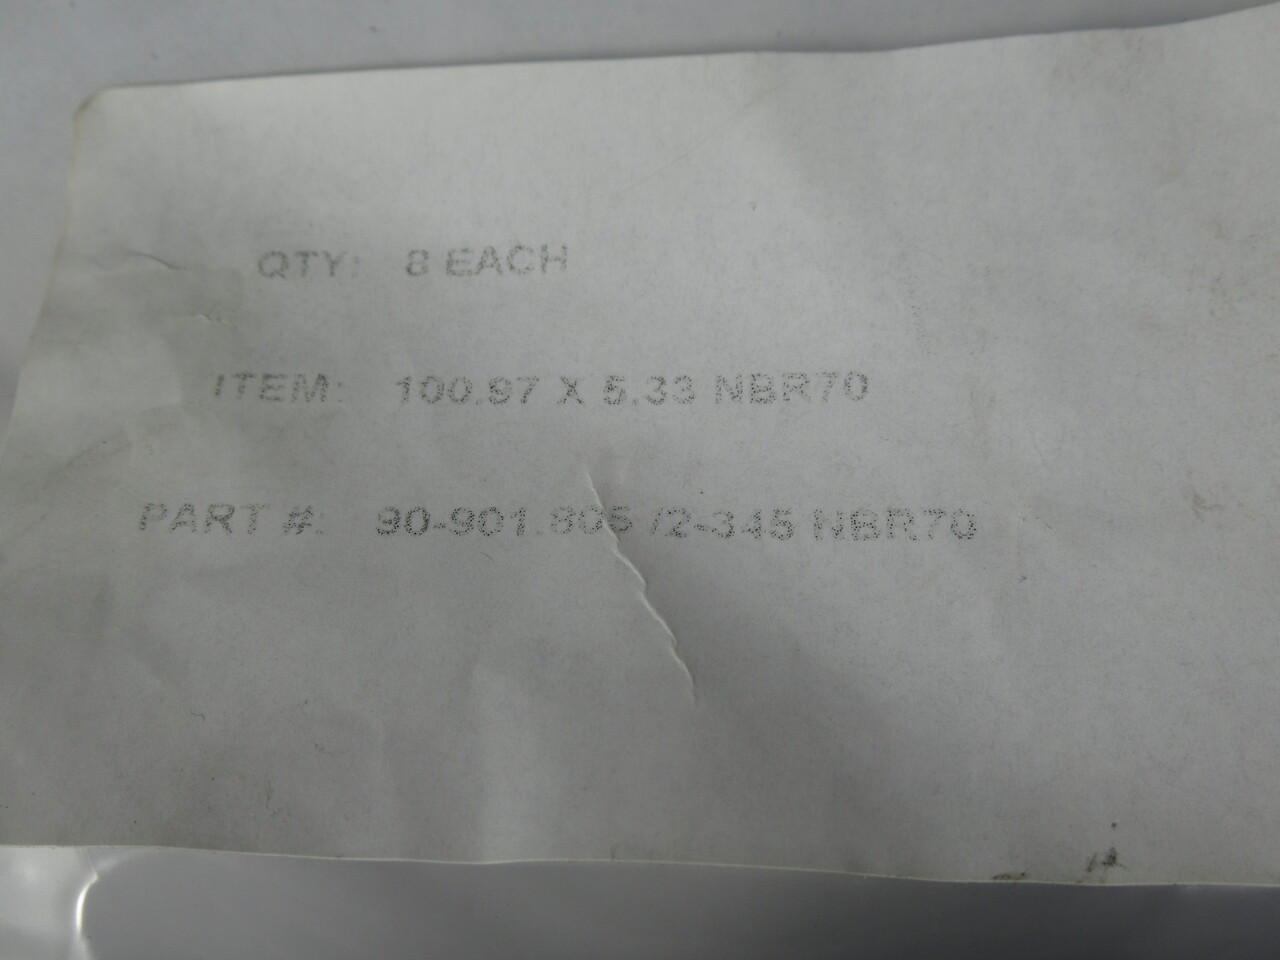 QTY: 8 EACH
ITEM: 100.97 X 5.33 NBR70
PART #: 90-901.805 /2-345 NBR70